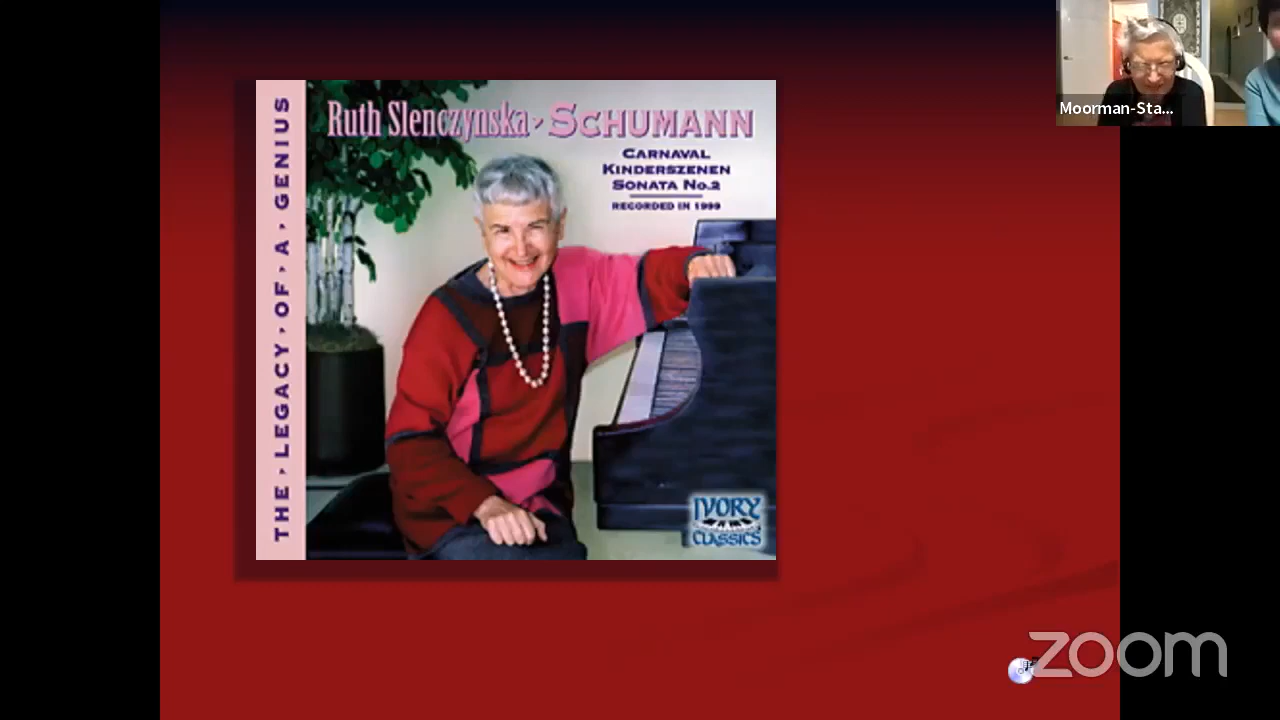 THE · LEGACY · OF · A · GENIUS
Ruth Slenczynska · SCHUMANN
CARNAVAL
KINDERSZENEN
SONATA No.2
RECORDED IN 1999
IVORY
CLASSICS
Moorman-Sta...
zoom